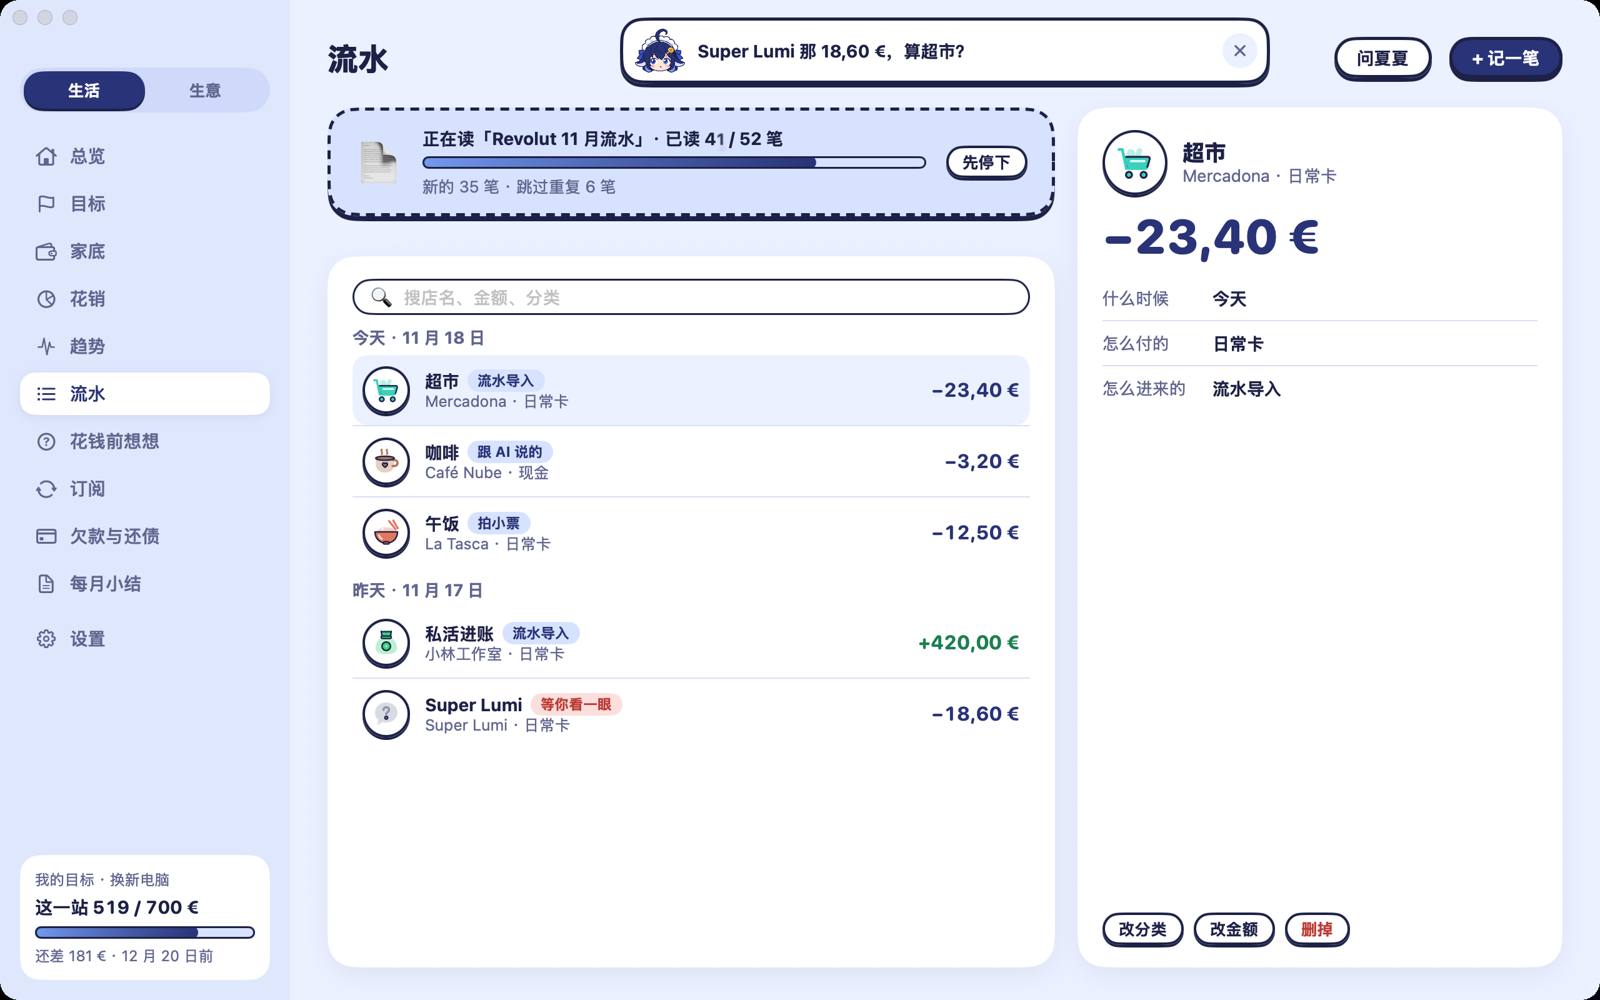 生活
生意
总览
目标
家底
花销
趋势
流水
花钱前想想
订阅
欠款与还债
每月小结
设置
我的目标 · 换新电脑
这一站 519 / 700 €
还差 181 € · 12 月 20 日前
流水
Super Lumi 那 18,60 €，算超市？
问夏夏
+ 记一笔
正在读「Revolut 11 月流水」· 已读 41 / 52 笔
新的 35 笔 · 跳过重复 6 笔
先停下
搜店名、金额、分类
今天 · 11 月 18 日
超市 流水导入
Mercadona · 日常卡
−23,40 €
咖啡 跟 AI 说的
Café Nube · 现金
−3,20 €
午饭 拍小票
La Tasca · 日常卡
−12,50 €
昨天 · 11 月 17 日
私活进账 流水导入
小林工作室 · 日常卡
+420,00 €
Super Lumi 等你看一眼
Super Lumi · 日常卡
−18,60 €
超市
Mercadona · 日常卡
−23,40 €
什么时候 今天
怎么付的 日常卡
怎么进来的 流水导入
改分类
改金额
删掉